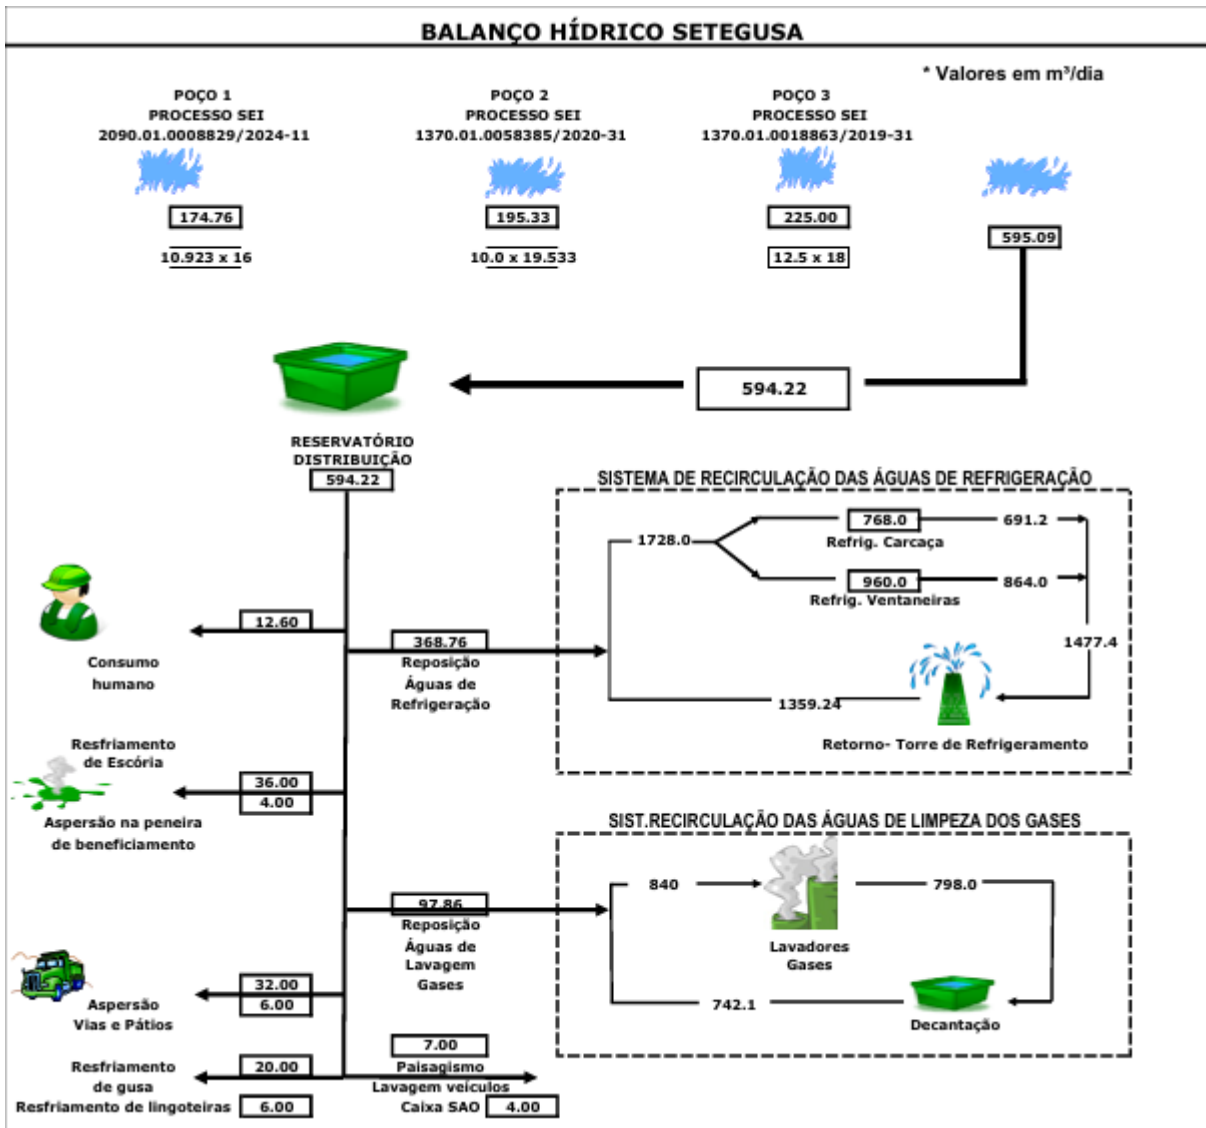 BALANÇO HÍDRICO SETEGUSA
* Valores em m³/dia
POÇO 1
PROCESSO SEI
2090.01.0008829/2024-11
POÇO 2
PROCESSO SEI
1370.01.0058385/2020-31
POÇO 3
PROCESSO SEI
1370.01.0018863/2019-31
174.76
195.33
225.00
595.09
10.923 x 16
10.0 x 19.533
12.5 x 18
594.22
RESERVATÓRIO
DISTRIBUIÇÃO
594.22
SISTEMA DE RECIRCULAÇÃO DAS ÁGUAS DE REFRIGERAÇÃO
1728.0
768.0
691.2
Refrig. Carcaça
960.0
864.0
Refrig. Ventaneiras
1477.4
1359.24
Retorno- Torre de Refrigeramento
12.60
Consumo
humano
368.76
Reposição
Águas de
Refrigeração
Resfriamento
de Escória
36.00
4.00
Aspersão na peneira
de beneficiamento
SIST.RECIRCULAÇÃO DAS ÁGUAS DE LIMPEZA DOS GASES
840
798.0
Lavadores
Gases
742.1
Decantação
97.86
Reposição
Águas de
Lavagem
Gases
32.00
6.00
Aspersão
Vias e Pátios
7.00
Paisagismo
Lavagem veículos
Caixa SAO
4.00
Resfriamento
de gusa
20.00
Resfriamento de lingoteiras
6.00